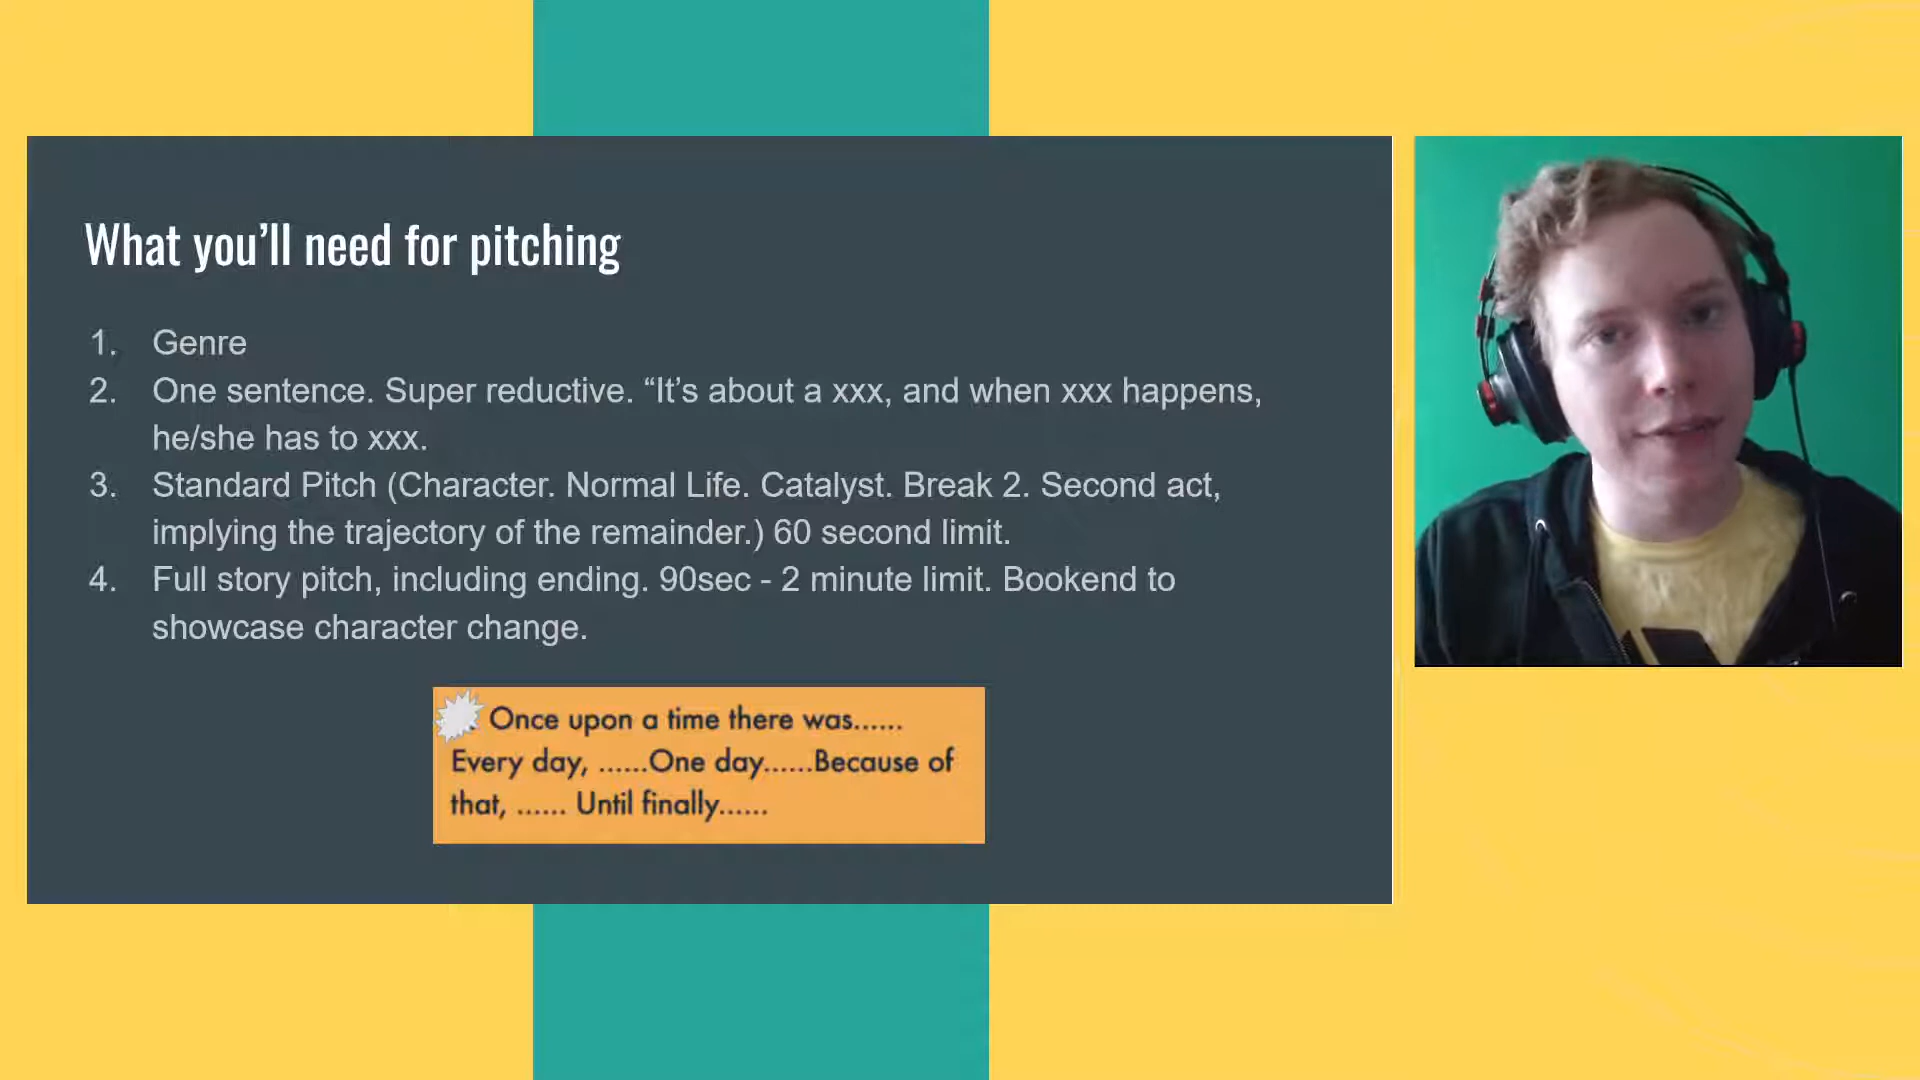 What you’ll need for pitching
1. Genre
2. One sentence. Super reductive. “It’s about a xxx, and when xxx happens,
he/she has to xxx.
3. Standard Pitch (Character. Normal Life. Catalyst. Break 2. Second act,
implying the trajectory of the remainder.) 60 second limit.
4. Full story pitch, including ending. 90sec - 2 minute limit. Bookend to
showcase character change.
Once upon a time there was......
Every day, ......One day......Because of
that, ...... Until finally......